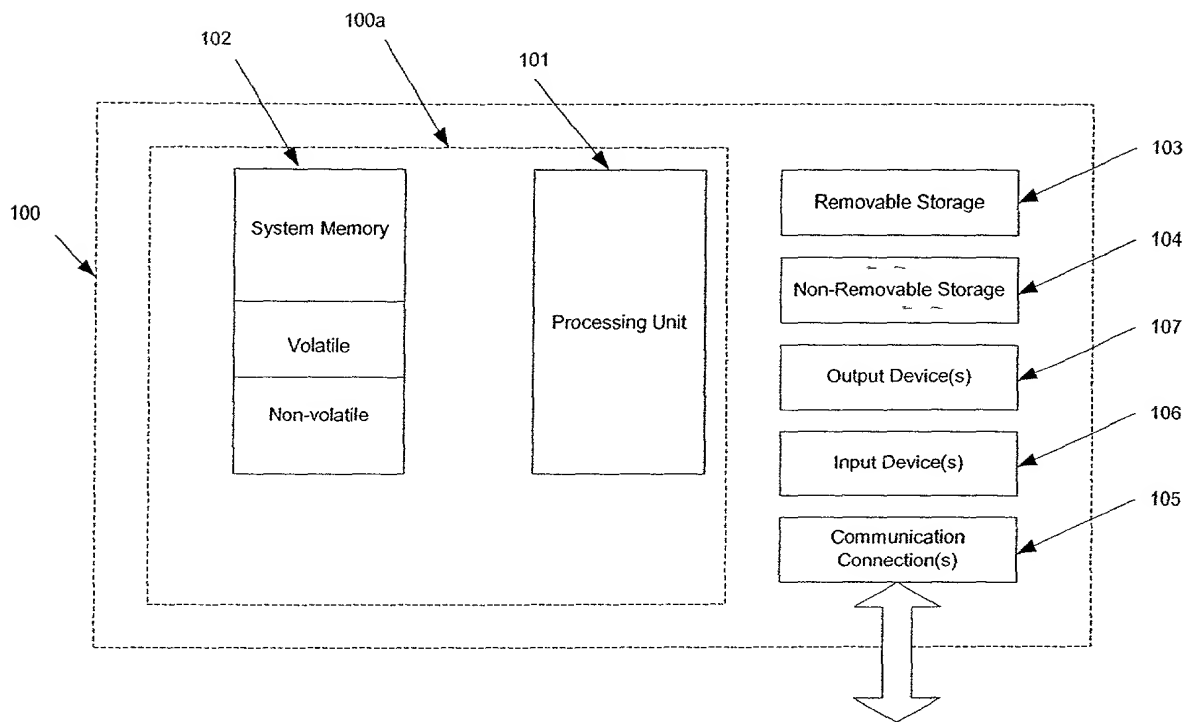 100a
102
101
103
System Memory
Removable Storage
100
104
Non-Removable Storage
Processing Unit
107
Volatile
Output Device(s)
106
Non-volatile
Input Device(s)
105
Communication
Connection(s)